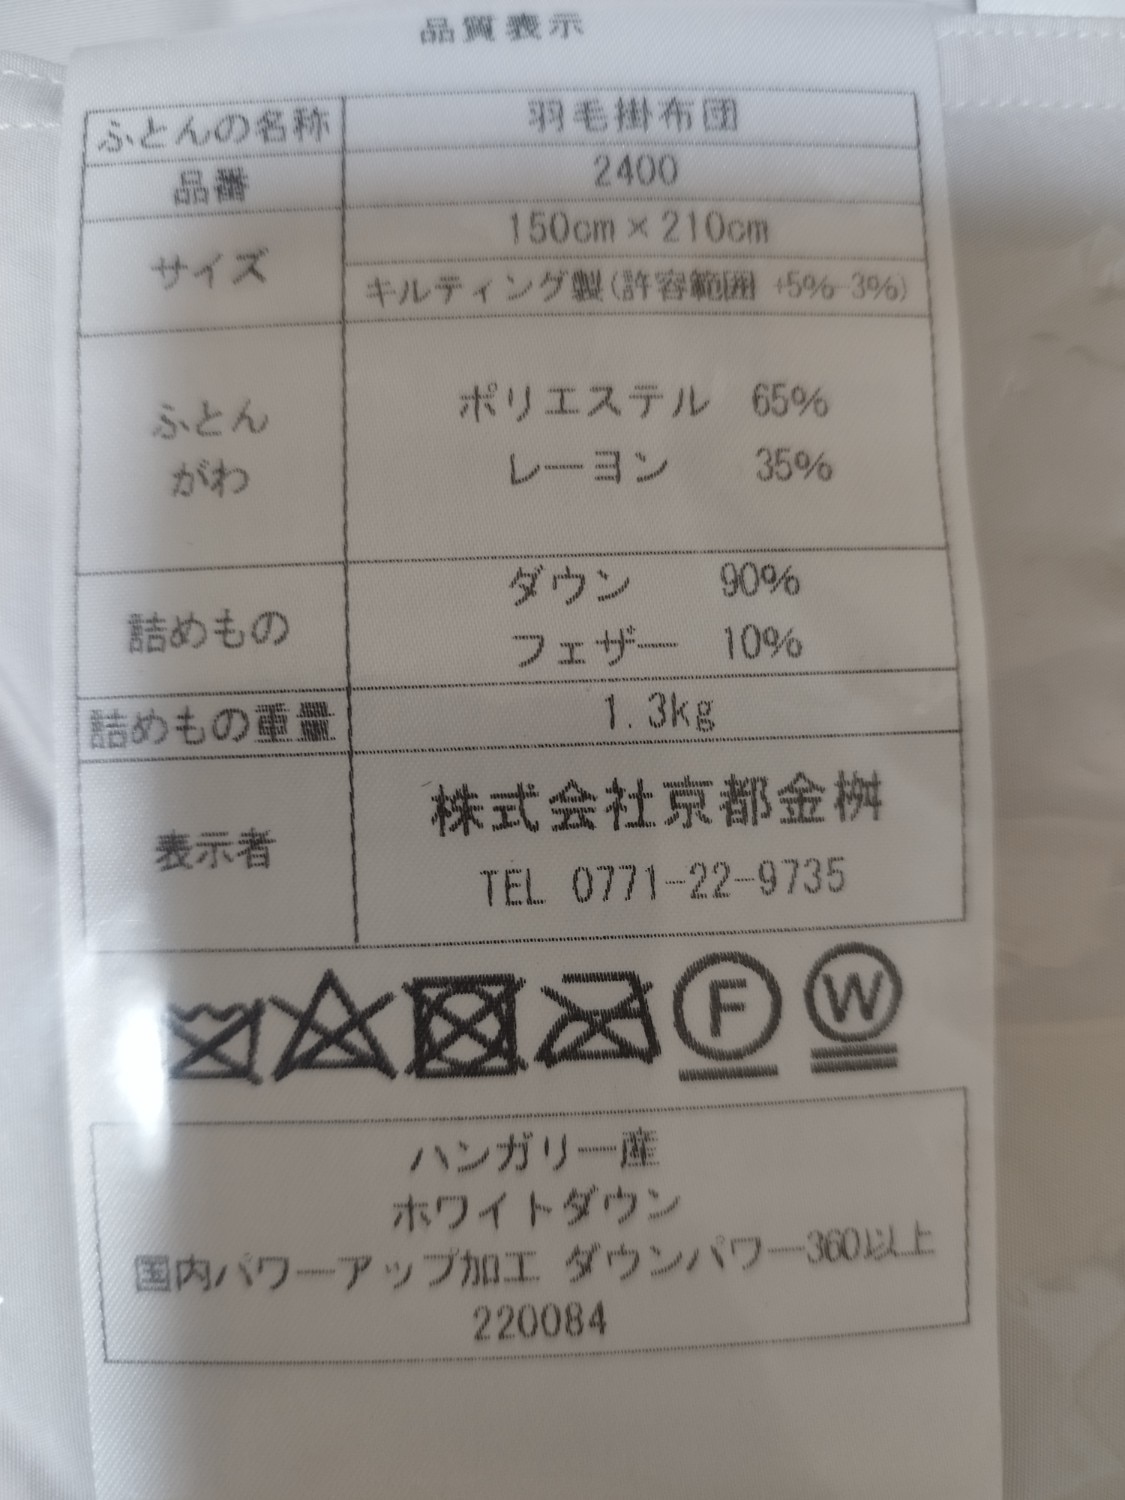 品質表示
ふとんの名称 羽毛掛布団
品番 2400
サイズ 150cm×210cm
キルティング製(許容範囲 +5%-3%)
ふとん
がわ
ポリエステル 65%
レーヨン 35%
詰めもの
ダウン 90%
フェザー 10%
詰めもの重量 1.3kg
表示者
株式会社京都金桝
TEL 0771-22-9735
F W
ハンガリー産
ホワイトダウン
国内パワーアップ加工 ダウンパワー360以上
220084